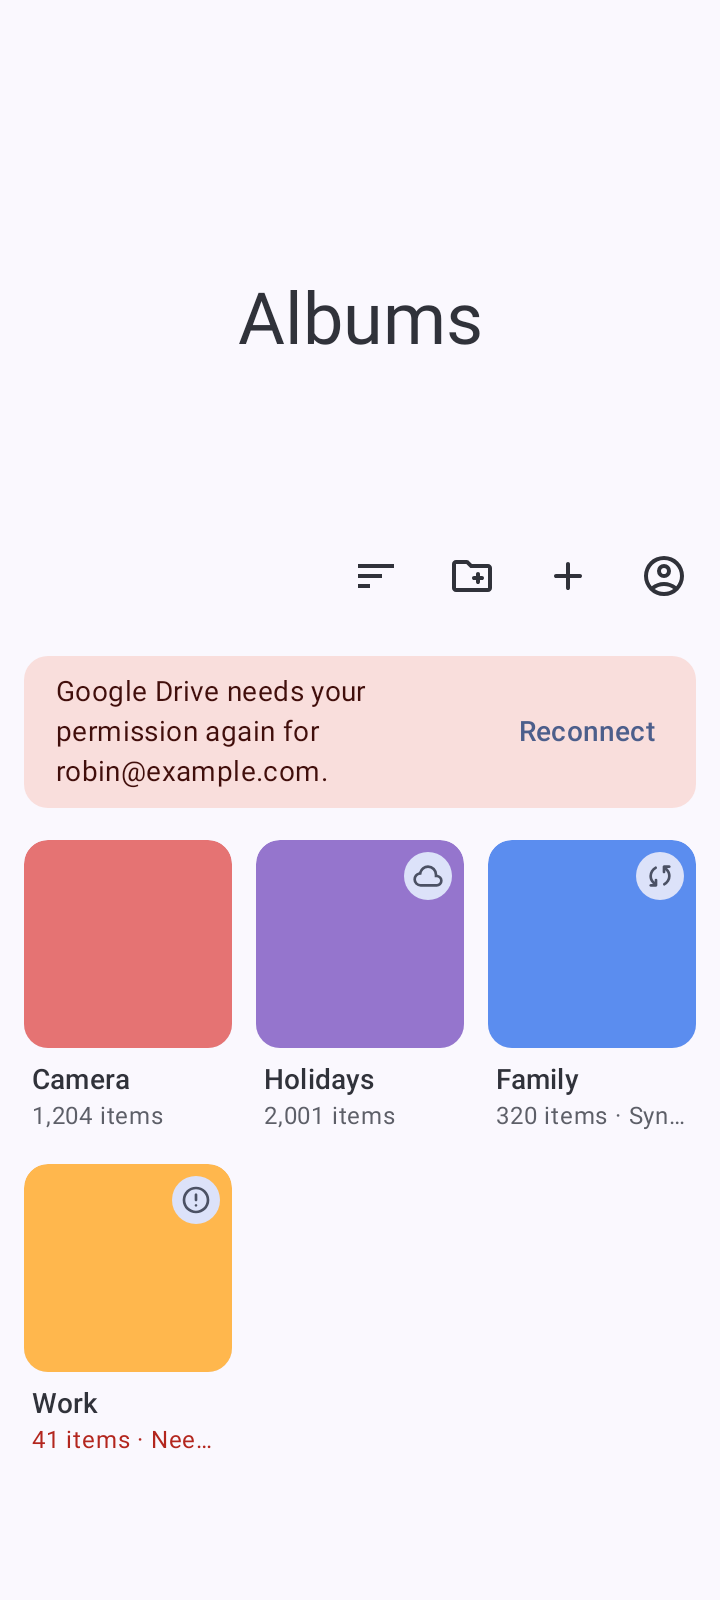 Albums
Google Drive needs your
permission again for
robin@example.com.
Reconnect
Camera
1,204 items
Holidays
2,001 items
Family
320 items · Syn…
Work
41 items · Nee…